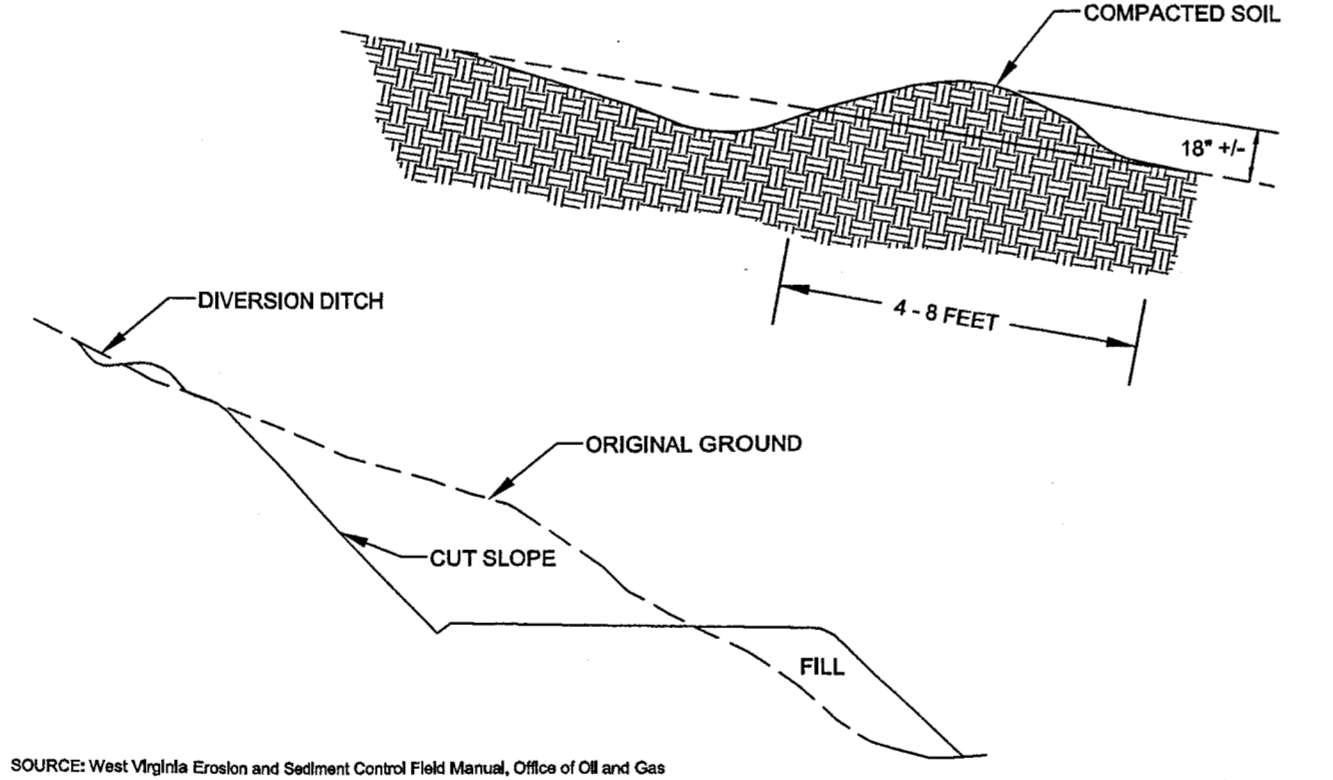 COMPACTED SOIL
18" +/-
4 - 8 FEET
DIVERSION DITCH
ORIGINAL GROUND
CUT SLOPE
FILL
SOURCE: West Virginia Erosion and Sediment Control Field Manual, Office of Oil and Gas